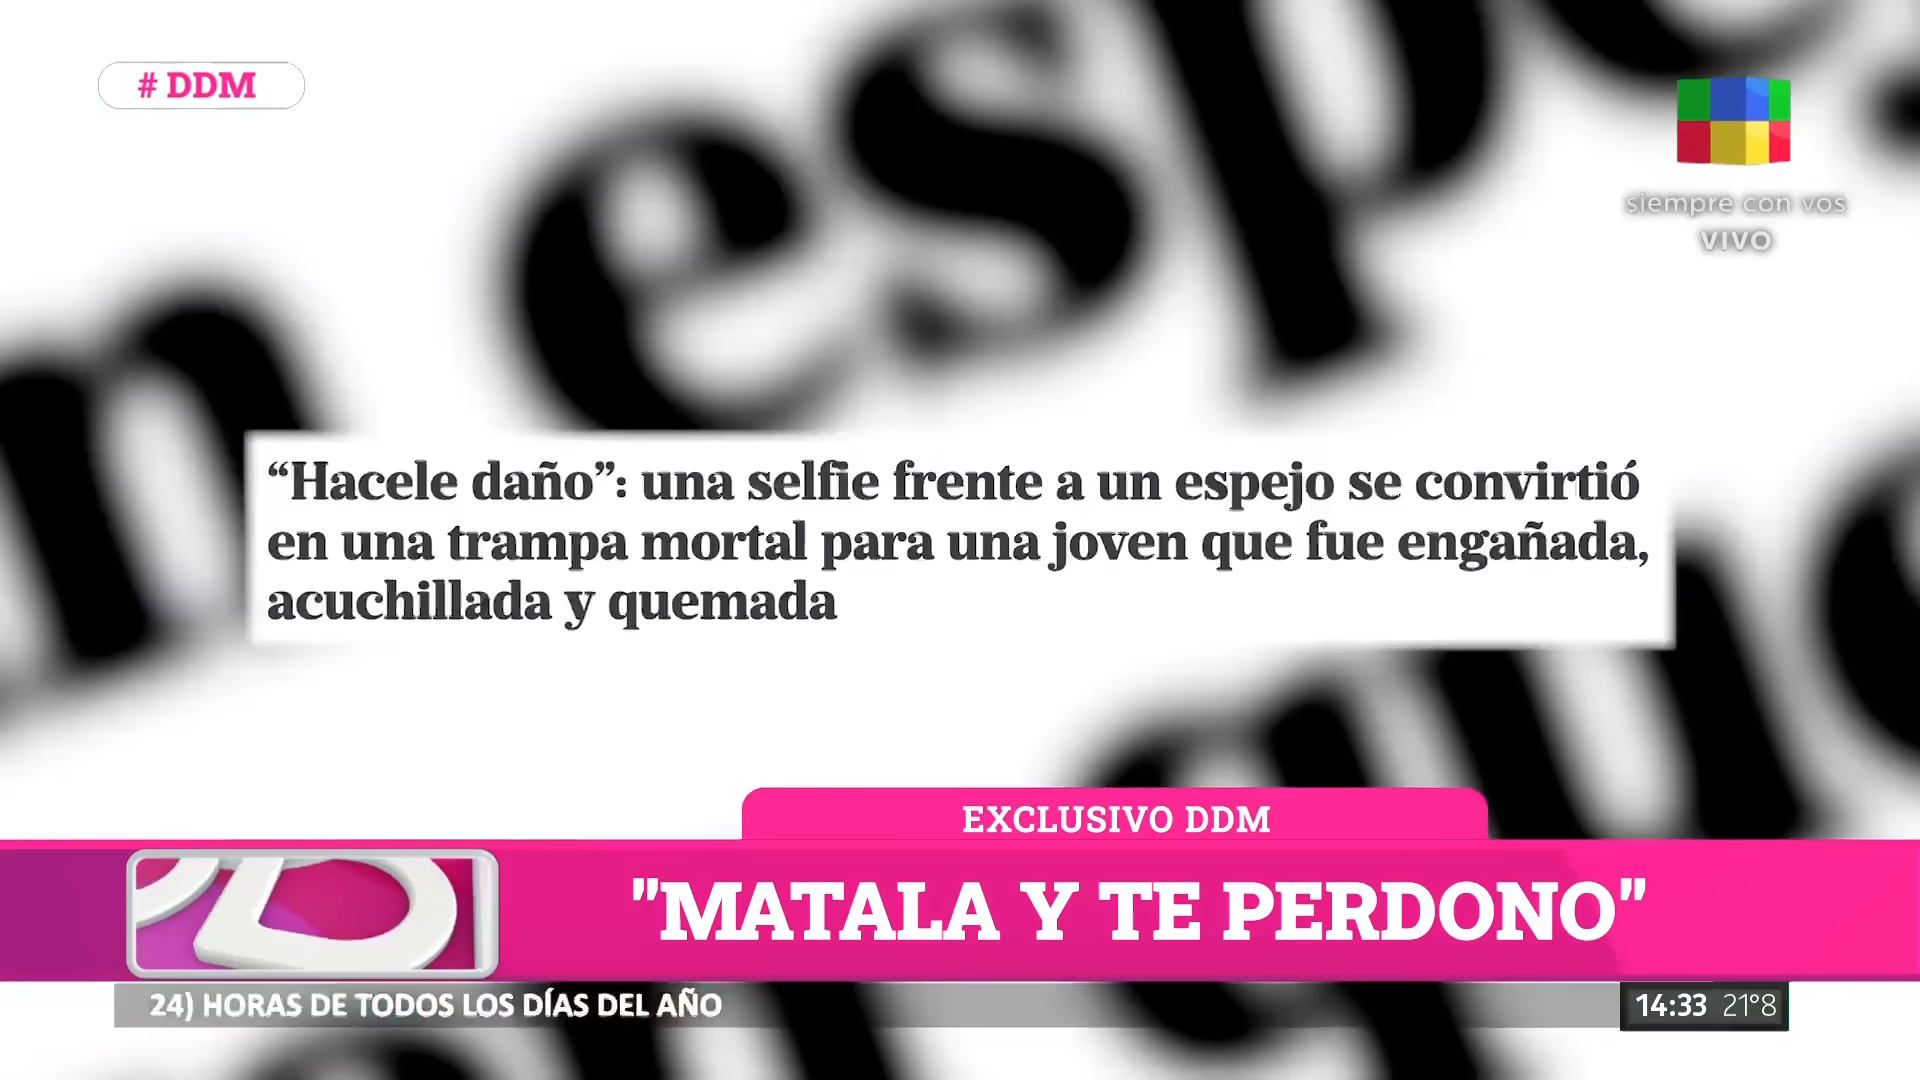 # DDM
siempre con vos
VIVO
“Hacele daño”: una selfie frente a un espejo se convirtió
en una trampa mortal para una joven que fue engañada,
acuchillada y quemada
EXCLUSIVO DDM
"MATALA Y TE PERDONO"
24) HORAS DE TODOS LOS DÍAS DEL AÑO
14:33 21°8